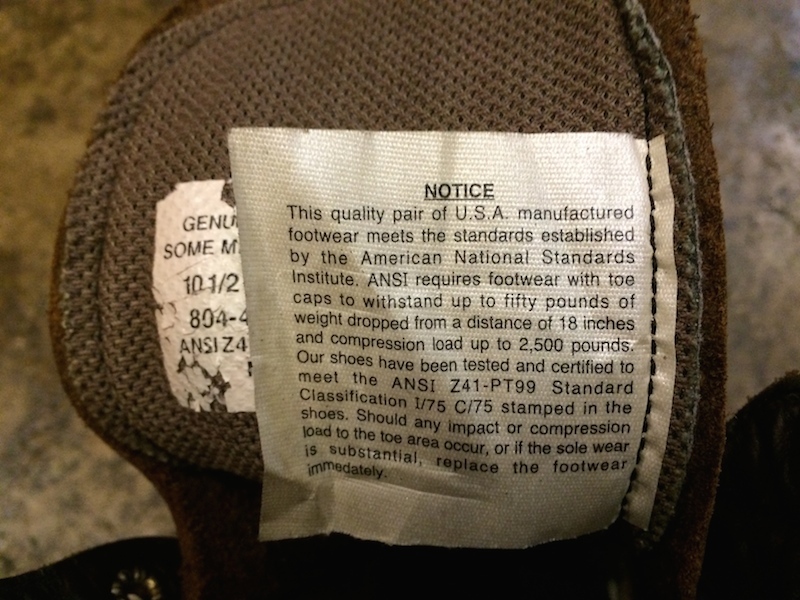 GENU
SOME M
10-1/2
804-4
ANSI Z4
NOTICE
This quality pair of U.S.A. manufactured
footwear meets the standards established
by the American National Standards
Institute. ANSI requires footwear with toe
caps to withstand up to fifty pounds of
weight dropped from a distance of 18 inches
and compression load up to 2,500 pounds.
Our shoes have been tested and certified to
meet the ANSI Z41-PT99 Standard
Classification I/75 C/75 stamped in the
shoes. Should any impact or compression
load to the toe area occur, or if the sole wear
is substantial, replace the footwear
immedately.